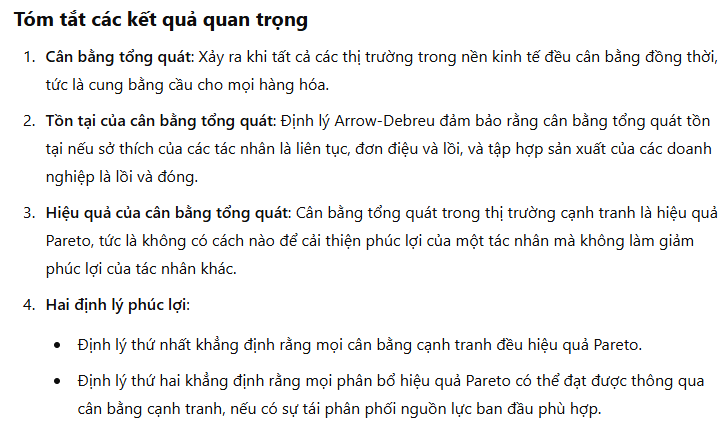 Tóm tắt các kết quả quan trọng
1. Cân bằng tổng quát: Xảy ra khi tất cả các thị trường trong nền kinh tế đều cân bằng đồng thời,
tức là cung bằng cầu cho mọi hàng hóa.
2. Tồn tại của cân bằng tổng quát: Định lý Arrow-Debreu đảm bảo rằng cân bằng tổng quát tồn
tại nếu sở thích của các tác nhân là liên tục, đơn điệu và lồi, và tập hợp sản xuất của các doanh
nghiệp là lồi và đóng.
3. Hiệu quả của cân bằng tổng quát: Cân bằng tổng quát trong thị trường cạnh tranh là hiệu quả
Pareto, tức là không có cách nào để cải thiện phúc lợi của một tác nhân mà không làm giảm
phúc lợi của tác nhân khác.
4. Hai định lý phúc lợi:
• Định lý thứ nhất khẳng định rằng mọi cân bằng cạnh tranh đều hiệu quả Pareto.
• Định lý thứ hai khẳng định rằng mọi phân bổ hiệu quả Pareto có thể đạt được thông qua
cân bằng cạnh tranh, nếu có sự tái phân phối nguồn lực ban đầu phù hợp.